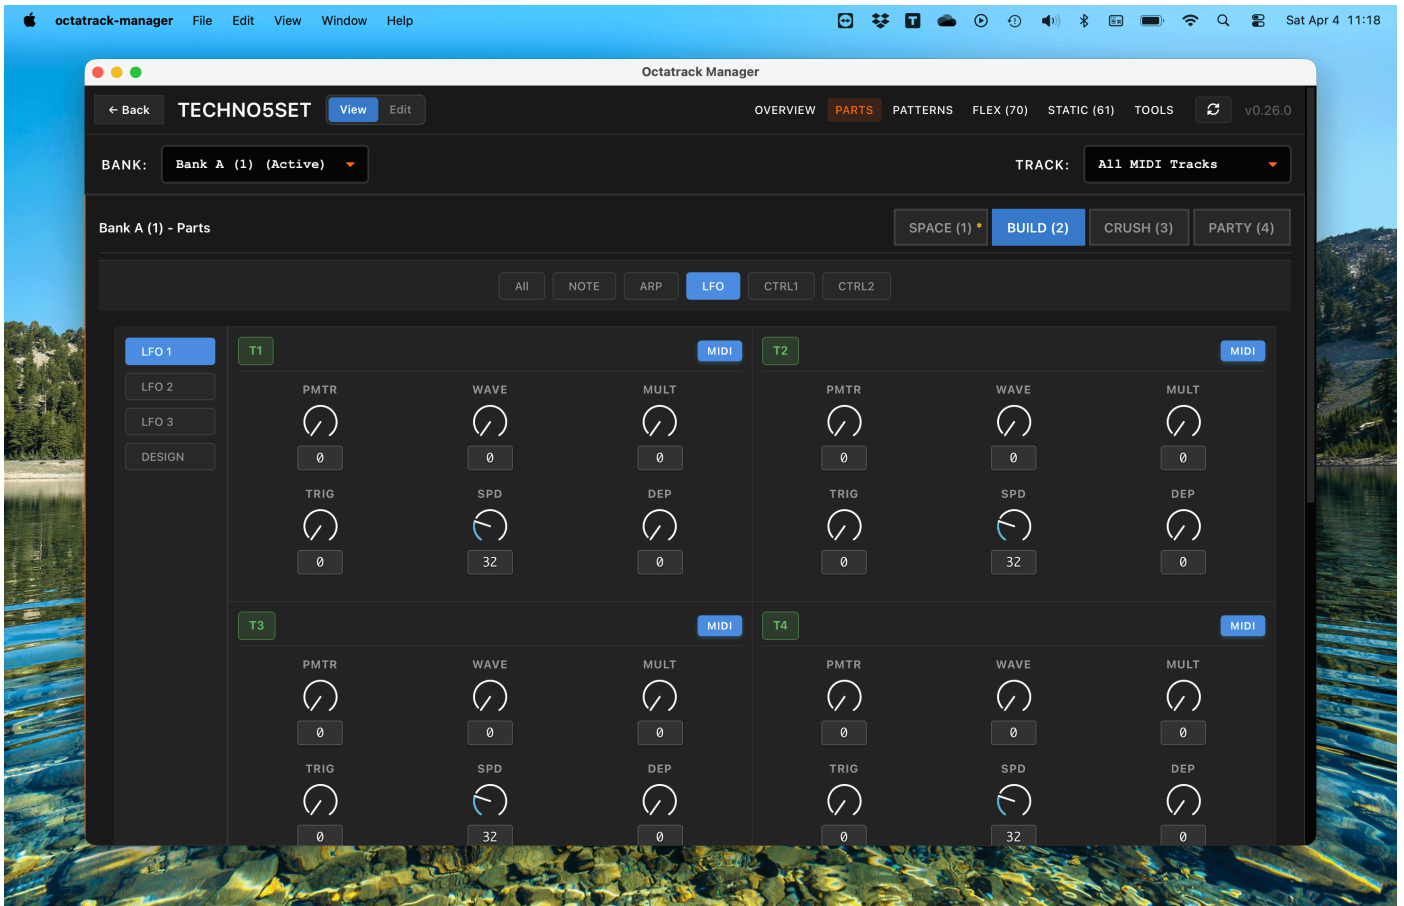 octatrack-manager File Edit View Window Help Sat Apr 4 11:18
Octatrack Manager
← Back TECHNO5SET View Edit OVERVIEW PARTS PATTERNS FLEX (70) STATIC (61) TOOLS v0.26.0
BANK: Bank A (1) (Active) TRACK: All MIDI Tracks
Bank A (1) - Parts SPACE (1) * BUILD (2) CRUSH (3) PARTY (4)
All NOTE ARP LFO CTRL1 CTRL2
LFO 1
LFO 2
LFO 3
DESIGN
T1 MIDI
PMTR WAVE MULT
0 0 0
TRIG SPD DEP
0 32 0
T2 MIDI
PMTR WAVE MULT
0 0 0
TRIG SPD DEP
0 32 0
T3 MIDI
PMTR WAVE MULT
0 0 0
TRIG SPD DEP
0 32 0
T4 MIDI
PMTR WAVE MULT
0 0 0
TRIG SPD DEP
0 32 0